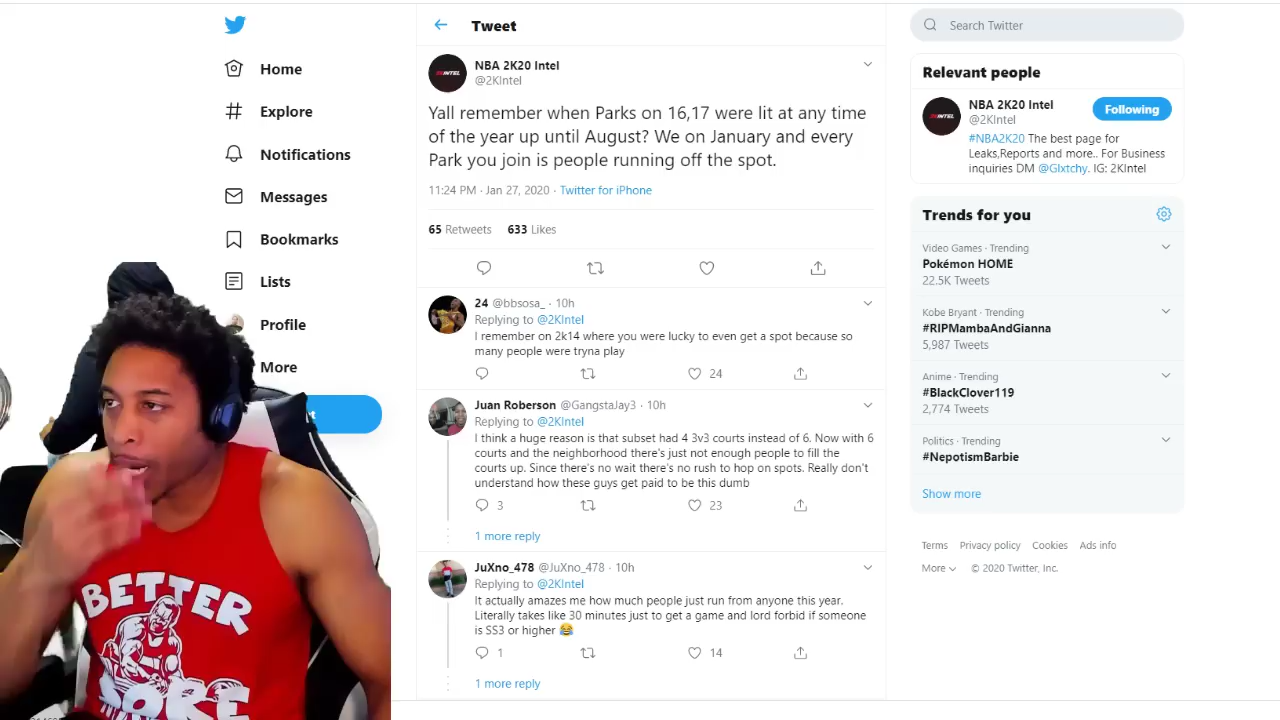 Home
Explore
Notifications
Messages
Bookmarks
Lists
Profile
More
Tweet
NBA 2K20 Intel
@2KIntel
Yall remember when Parks on 16,17 were lit at any time
of the year up until August? We on January and every
Park you join is people running off the spot.
11:24 PM · Jan 27, 2020 · Twitter for iPhone
65 Retweets 633 Likes
24 @bbsosa_ · 10h
Replying to @2KIntel
I remember on 2k14 where you were lucky to even get a spot because so
many people were tryna play
24
Juan Roberson @GangstaJay3 · 10h
Replying to @2KIntel
I think a huge reason is that subset had 4 3v3 courts instead of 6. Now with 6
courts and the neighborhood there's just not enough people to fill the
courts up. Since there's no wait there's no rush to hop on spots. Really don't
understand how these guys get paid to be this dumb
3 23
1 more reply
JuXno_478 @JuXno_478 · 10h
Replying to @2KIntel
It actually amazes me how much people just run from anyone this year.
Literally takes like 30 minutes just to get a game and lord forbid if someone
is SS3 or higher 😂
1 14
1 more reply
Search Twitter
Relevant people
NBA 2K20 Intel
@2KIntel
Following
#NBA2K20 The best page for
Leaks,Reports and more.. For Business
inquiries DM @Glxtchy. IG: 2KIntel
Trends for you
Video Games · Trending
Pokémon HOME
22.5K Tweets
Kobe Bryant · Trending
#RIPMambaAndGianna
5,987 Tweets
Anime · Trending
#BlackClover119
2,774 Tweets
Politics · Trending
#NepotismBarbie
Show more
Terms Privacy policy Cookies Ads info
More © 2020 Twitter, Inc.
BETTER
SORE